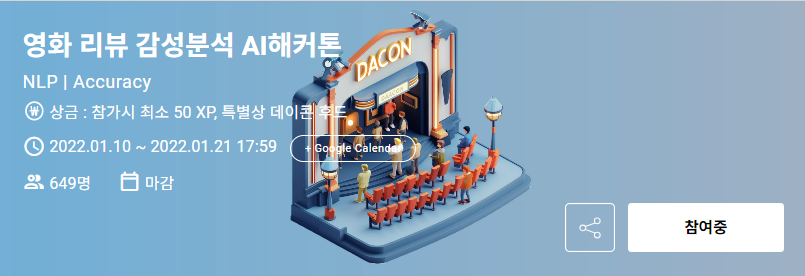 영화 리뷰 감성분석 AI해커톤
NLP | Accuracy
₩ 상금 : 참가시 최소 50 XP, 특별상 데이콘 후드
2022.01.10 ~ 2022.01.21 17:59 + Google Calendar
649명 마감
DACON
참여중